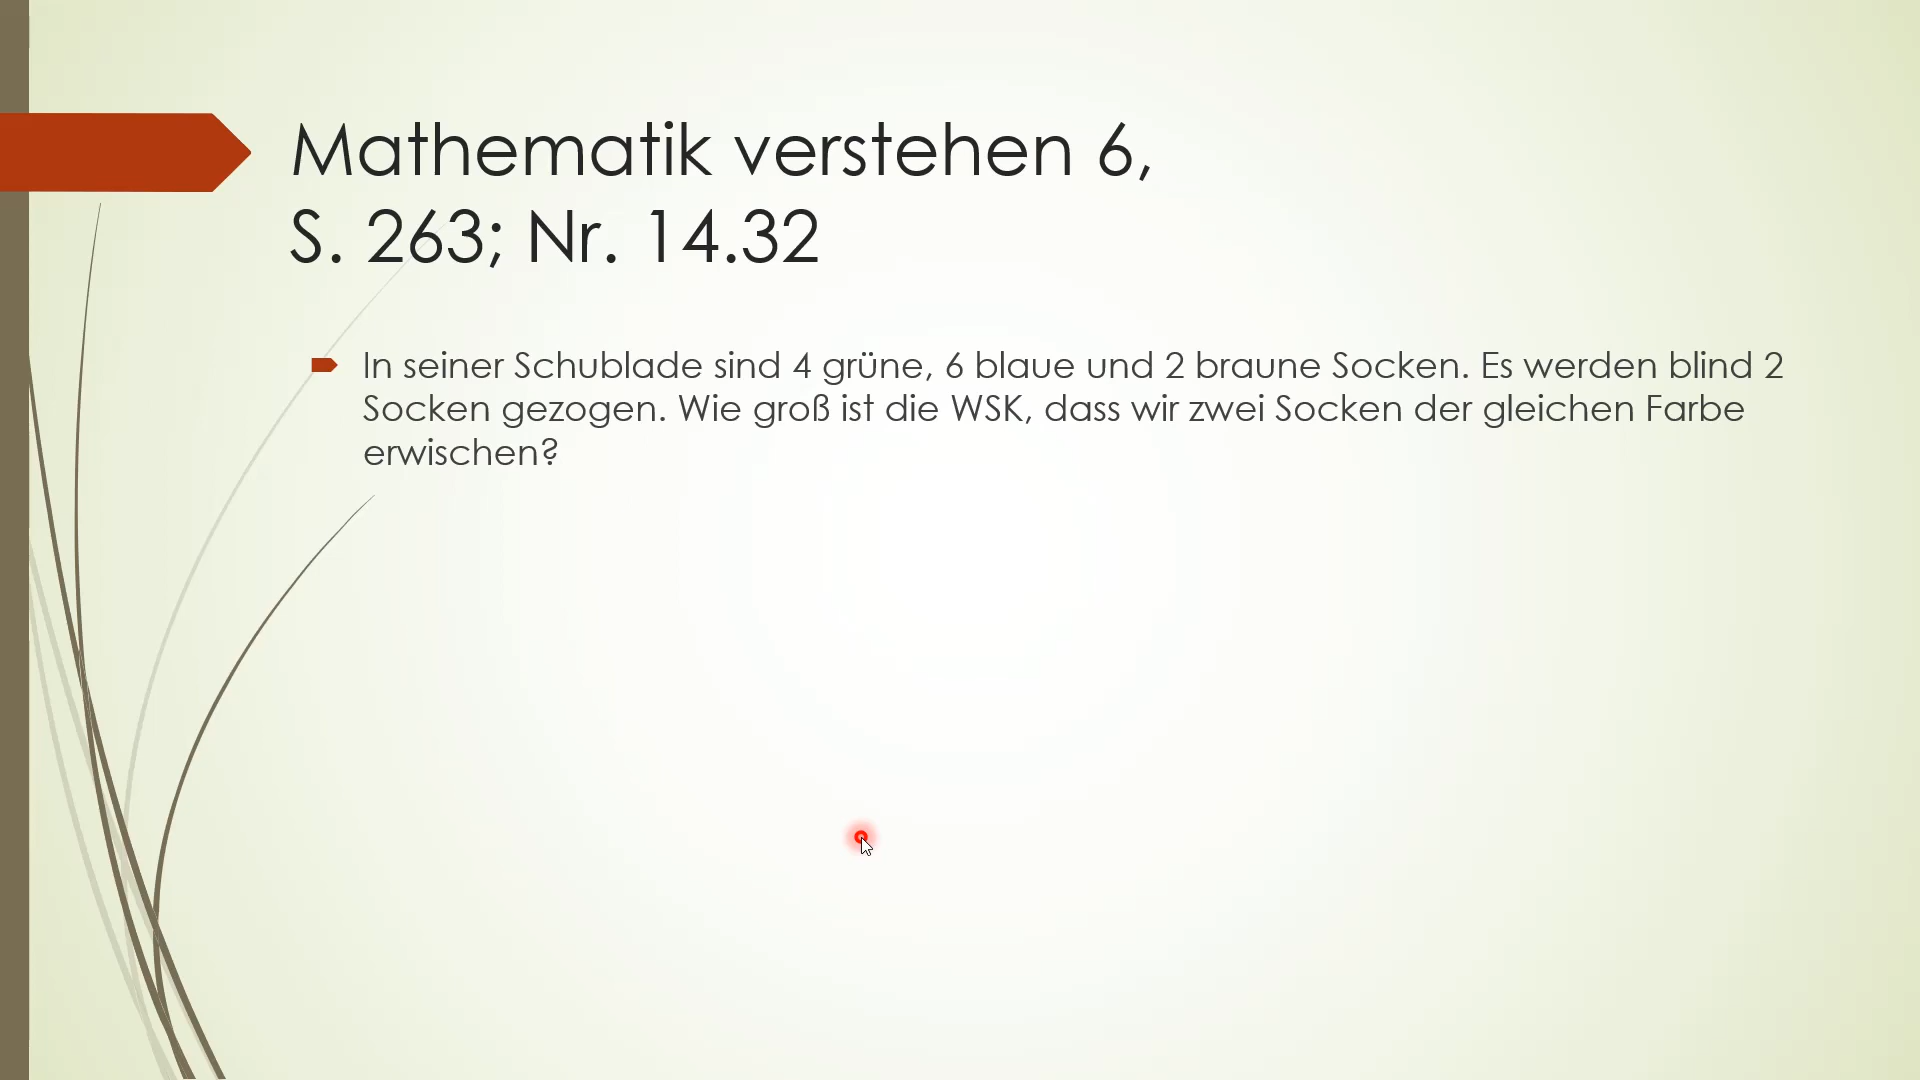 Mathematik verstehen 6,
S. 263; Nr. 14.32
In seiner Schublade sind 4 grüne, 6 blaue und 2 braune Socken. Es werden blind 2
Socken gezogen. Wie groß ist die WSK, dass wir zwei Socken der gleichen Farbe
erwischen?